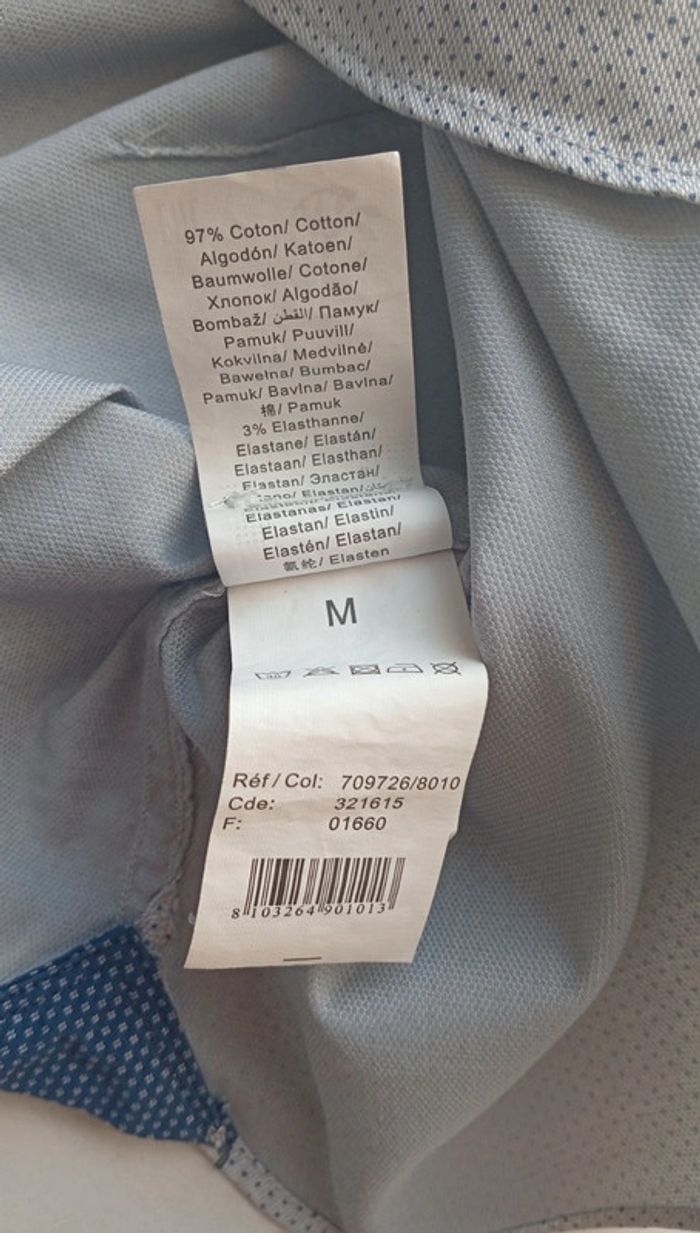 97% Coton/ Cotton/
Algodón/ Katoen/
Baumwolle/ Cotone/
Хлопок/ Algodão/
Bombaž/ القطن/ Памук/
Pamuk/ Puuvill/
Kokvilna/ Medvilnė/
Bawełna/ Bumbac/
Pamuk/ Bavlna/ Bavlna/
棉/ Pamuk
3% Elasthanne/
Elastane/ Elastán/
Elastaan/ Elasthan/
Elastan/ Эластан/
Elastan/
Elastanas/ Elastan/
Elastan/ Elastin/
Elastén/ Elastan/
氨纶/ Elasten
M
30
Réf/Col: 709726/8010
Cde: 321615
F: 01660
8 103264 901013